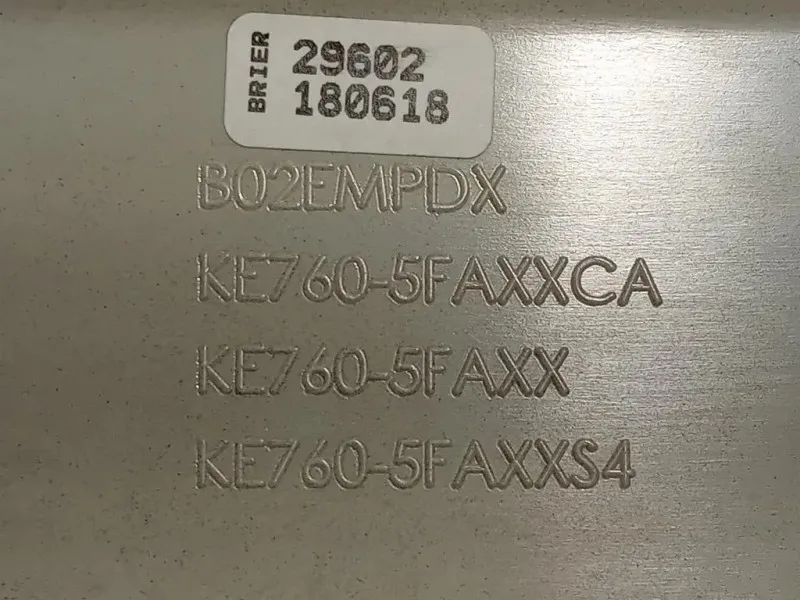 BRIER
29602
180618
B02EMPDX
KE760-5FAXXCA
KE760-5FAXX
KE760-5FAXXS4